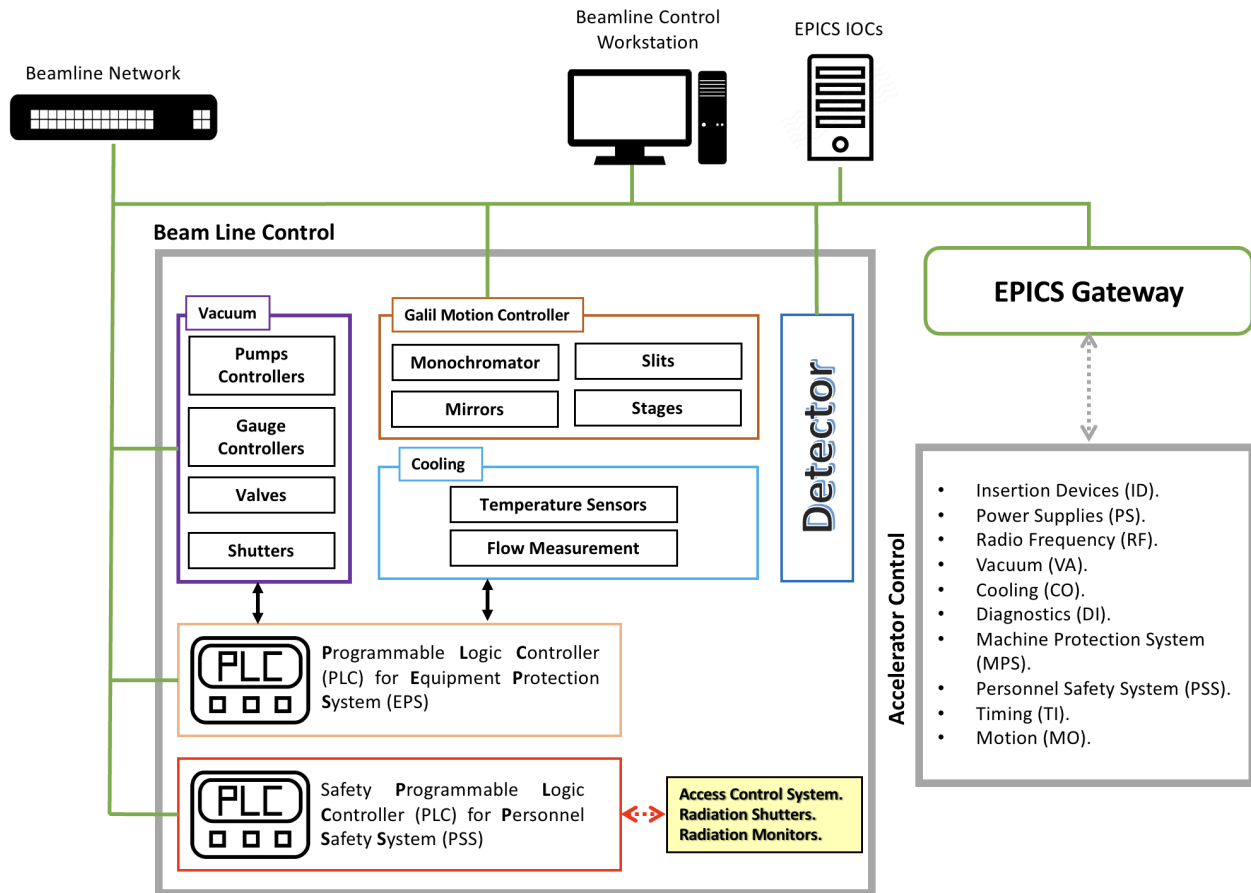 Beamline Control
Workstation
EPICS IOCs
Beamline Network
Beam Line Control
EPICS Gateway
Vacuum
Pumps
Controllers
Gauge
Controllers
Valves
Shutters
Galil Motion Controller
Monochromator
Slits
Mirrors
Stages
Cooling
Temperature Sensors
Flow Measurement
Detector
Accelerator Control
• Insertion Devices (ID).
• Power Supplies (PS).
• Radio Frequency (RF).
• Vacuum (VA).
• Cooling (CO).
• Diagnostics (DI).
• Machine Protection System
(MPS).
• Personnel Safety System (PSS).
• Timing (TI).
• Motion (MO).
PLC
Programmable Logic Controller
(PLC) for Equipment Protection
System (EPS)
PLC
Safety Programmable Logic
Controller (PLC) for Personnel
Safety System (PSS)
Access Control System.
Radiation Shutters.
Radiation Monitors.